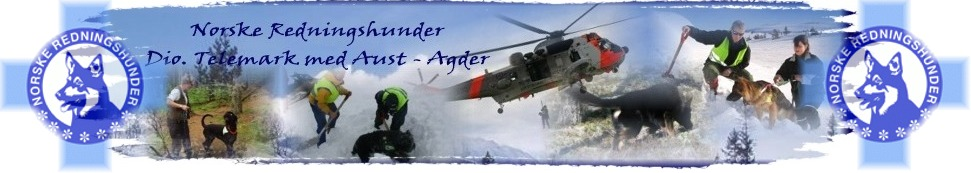 Norske Redningshunder
Dio. Telemark med Aust - Agder
NORSKE REDNINGSHUNDER
NORSKE REDNINGSHUNDER